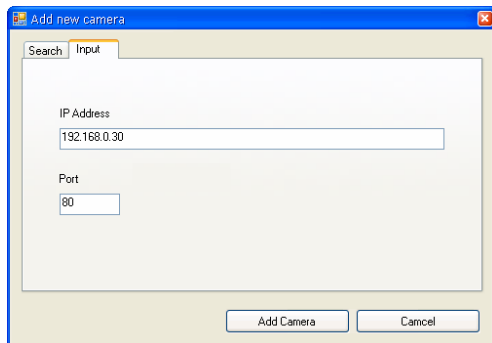 Add new camera
Search Input
IP Address
192.168.0.30
Port
80
Add Camera Camcel